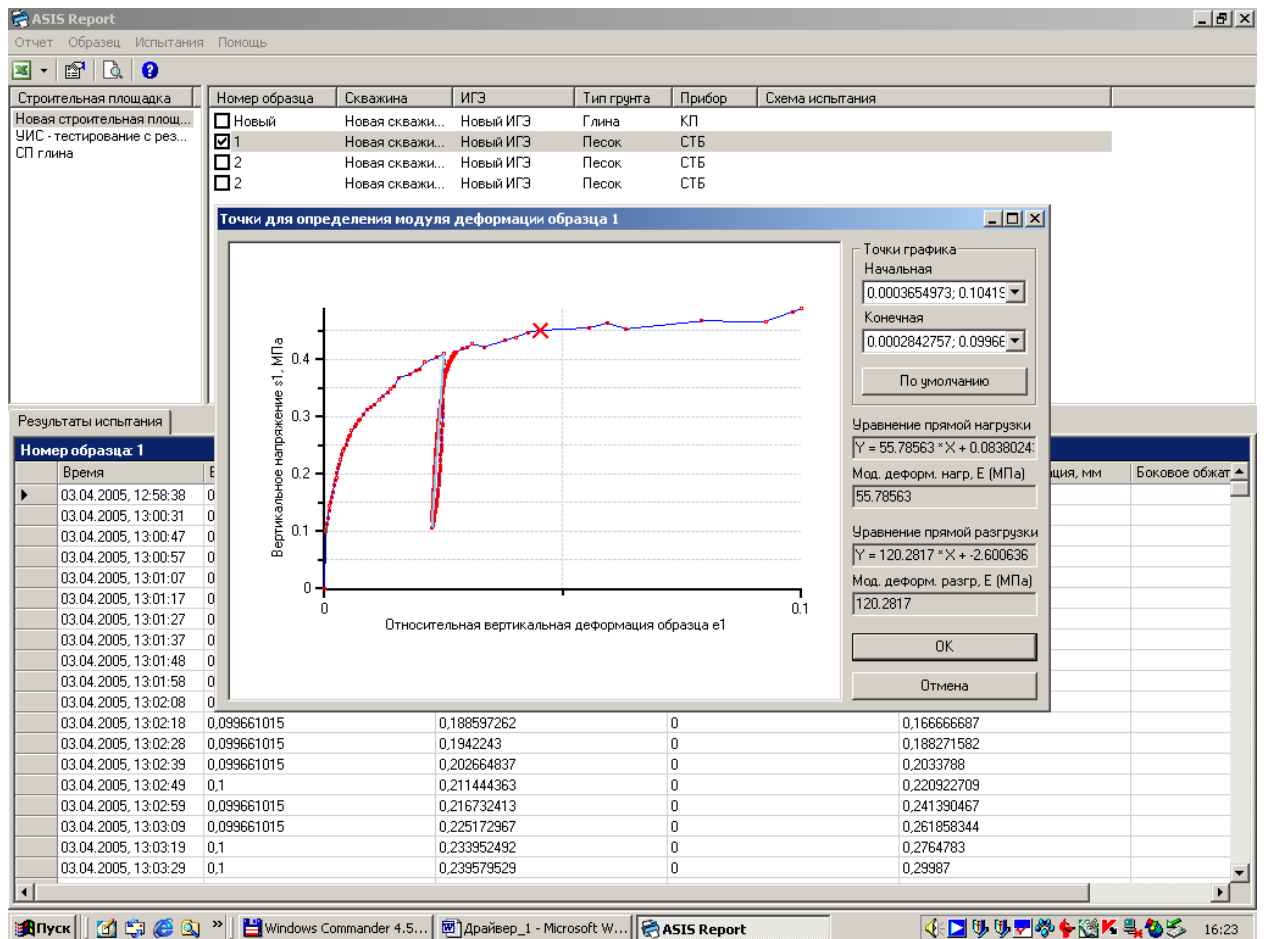 ASIS Report
Отчет Образец Испытания Помощь
Строительная площадка
Новая строительная площ...
УИС - тестирование с рез...
СП глина
Номер образца Скважина ИГЭ Тип грунта Прибор Схема испытания
Новый Новая скважи... Новый ИГЭ Глина КП
1 Новая скважи... Новый ИГЭ Песок СТБ
2 Новая скважи... Новый ИГЭ Песок СТБ
2 Новая скважи... Новый ИГЭ Песок СТБ
Точки для определения модуля деформации образца 1
Вертикальное напряжение s1, МПа
0.4
0.3
0.2
0.1
0
0 0.1
Относительная вертикальная деформация образца e1
Точки графика
Начальная
0.0003654973; 0.10419
Конечная
0.0002842757; 0.0996
По умолчанию
Уравнение прямой нагрузки
Y = 55.78563 * X + 0.0838024
Мод. деформ. нагр, E (МПа)
55.78563
Уравнение прямой разгрузки
Y = 120.2817 * X + -2.600636
Мод. деформ. разгр, E (МПа)
120.2817
OK
Отмена
Результаты испытания
Номер образца: 1
Время ция, мм Боковое обжат
03.04.2005, 12:58:38 0
03.04.2005, 13:00:31 0
03.04.2005, 13:00:47 0
03.04.2005, 13:00:57 0
03.04.2005, 13:01:07 0
03.04.2005, 13:01:17 0
03.04.2005, 13:01:27 0
03.04.2005, 13:01:37 0
03.04.2005, 13:01:48 0
03.04.2005, 13:01:58 0
03.04.2005, 13:02:08 0
03.04.2005, 13:02:18 0,099661015 0,188597262 0 0,166666687
03.04.2005, 13:02:28 0,099661015 0,1942243 0 0,188271582
03.04.2005, 13:02:39 0,099661015 0,202664837 0 0,2033788
03.04.2005, 13:02:49 0,1 0,211444363 0 0,220922709
03.04.2005, 13:02:59 0,099661015 0,216732413 0 0,241390467
03.04.2005, 13:03:09 0,099661015 0,225172967 0 0,261858344
03.04.2005, 13:03:19 0,1 0,233952492 0 0,2764783
03.04.2005, 13:03:29 0,1 0,239579529 0 0,29987
Пуск » Windows Commander 4.5... Драйвер_1 - Microsoft W... ASIS Report 16:23